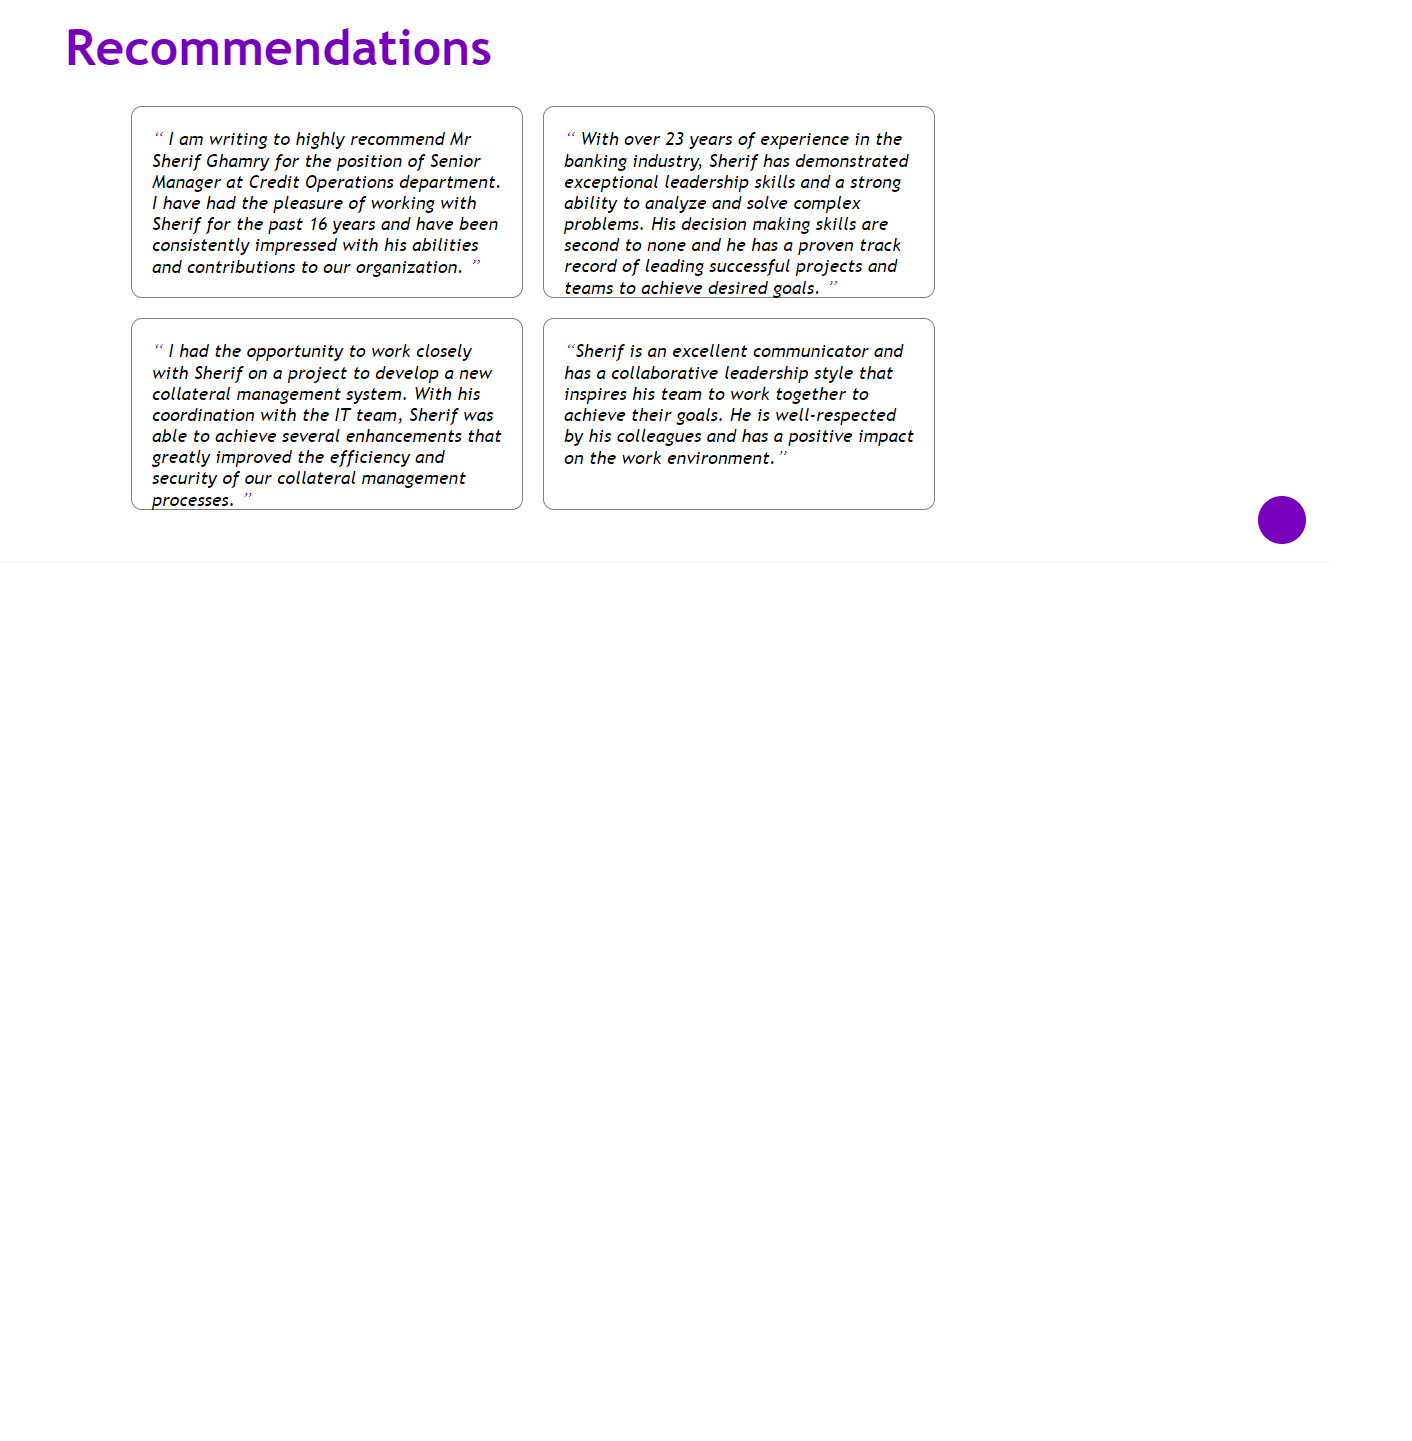 Recommendations
“ I am writing to highly recommend Mr
Sherif Ghamry for the position of Senior
Manager at Credit Operations department.
I have had the pleasure of working with
Sherif for the past 16 years and have been
consistently impressed with his abilities
and contributions to our organization. ”
“ With over 23 years of experience in the
banking industry, Sherif has demonstrated
exceptional leadership skills and a strong
ability to analyze and solve complex
problems. His decision making skills are
second to none and he has a proven track
record of leading successful projects and
teams to achieve desired goals. ”
“ I had the opportunity to work closely
with Sherif on a project to develop a new
collateral management system. With his
coordination with the IT team, Sherif was
able to achieve several enhancements that
greatly improved the efficiency and
security of our collateral management
processes. ”
“Sherif is an excellent communicator and
has a collaborative leadership style that
inspires his team to work together to
achieve their goals. He is well-respected
by his colleagues and has a positive impact
on the work environment.”